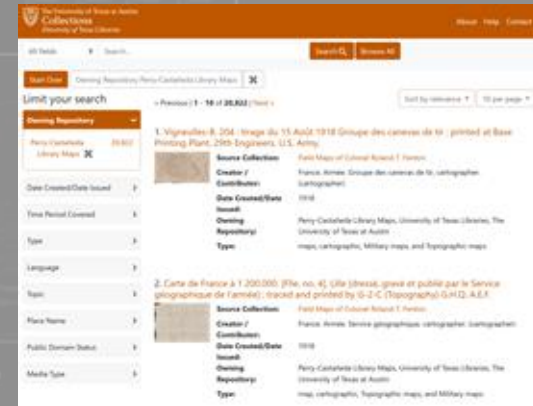 The University of Texas at Austin
Collections
University of Texas Libraries
About Help Contact
All Fields
Search...
Search
Browse All
Start Over
Owning Repository Perry-Castañeda Library Maps
Limit your search
« Previous | 1 - 10 of 20,822 | Next »
Sort by relevance
10 per page
Owning Repository
Perry-Castañeda 20,822
Library Maps
Date Created/Date Issued
Time Period Covered
Type
Language
Topic
Place Name
Public Domain Status
Media Type
1. Vigneulles B. 204 : tirage du 15 Août 1918 Groupe des canevas de tir ; printed at Base
Printing Plant, 29th Engineers, U.S. Army.
Source Collection: Field Maps of Colonel Roland T. Fenton
Creator / France. Armée. Groupe des canevas de tir, cartographer.
Contributor: (cartographer)
Date Created/Date 1918
Issued:
Owning Perry-Castañeda Library Maps, University of Texas Libraries, The
Repository: University of Texas at Austin
Type: maps, cartographic, Military maps, and Topographic maps
2. Carte de France à 1:200,000. [File, no. 4], Lille [dressé, gravé et publié par le Service
géographique de l'armée] ; traced and printed by G-2-C (Topography) G.H.Q. A.E.F.
Source Collection: Field Maps of Colonel Roland T. Fenton
Creator / France. Armée. Service géographique, cartographer. (cartographer)
Contributor:
Date Created/Date 1918
Issued:
Owning Perry-Castañeda Library Maps, University of Texas Libraries, The
Repository: University of Texas at Austin
Type: map, cartographic, Topographic maps, and Military maps